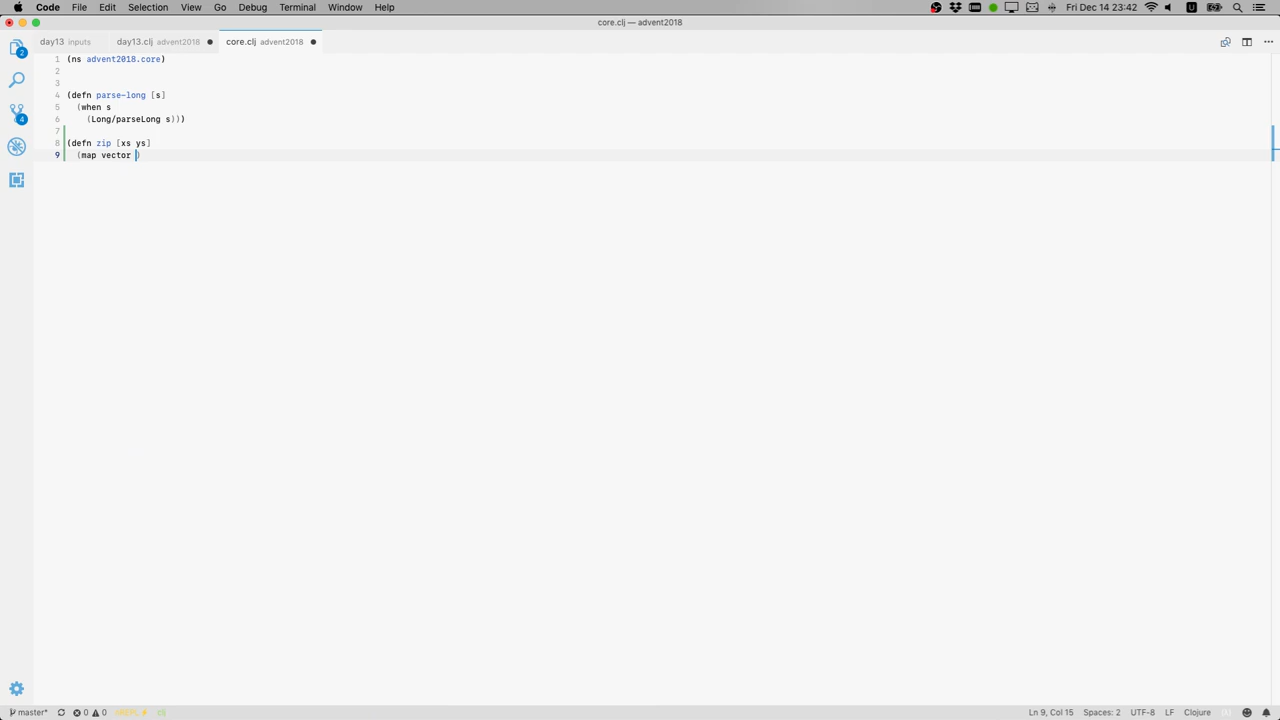 Code File Edit Selection View Go Debug Terminal Window Help Fri Dec 14 23:42
core.clj — advent2018
day13 inputs day13.clj advent2018 core.clj advent2018
1 (ns advent2018.core)
2
3
4 (defn parse-long [s]
5 (when s
6 (Long/parseLong s)))
7
8 (defn zip [xs ys]
9 (map vector )
2
4
master* 0 0 Ln 9, Col 15 Spaces: 2 UTF-8 LF Clojure